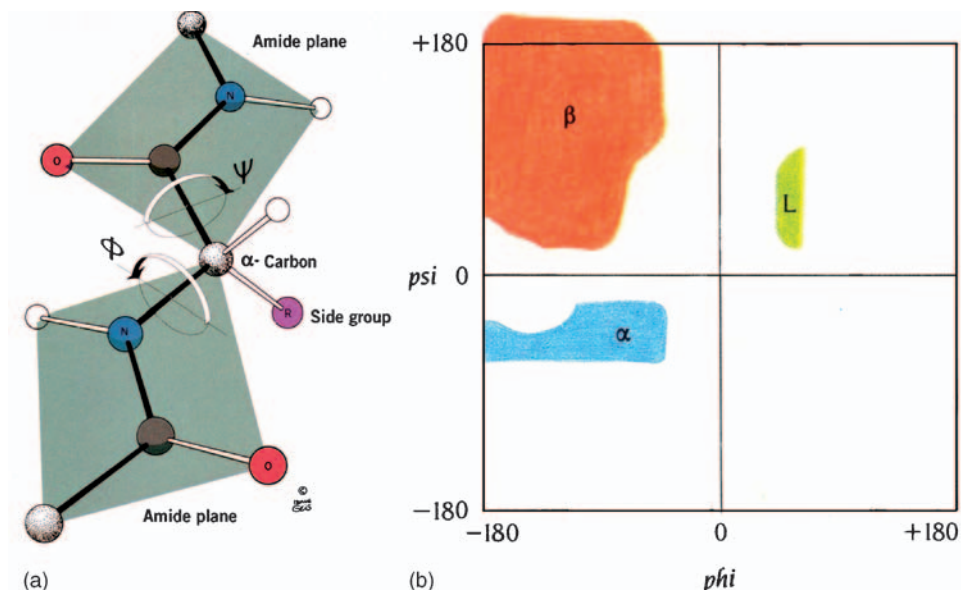 Amide plane
N
O
Ψ
α- Carbon
Φ
R
Side group
N
O
©
Amide plane
(a)
+180
β
L
psi 0
α
−180
−180 0 +180
(b)
phi